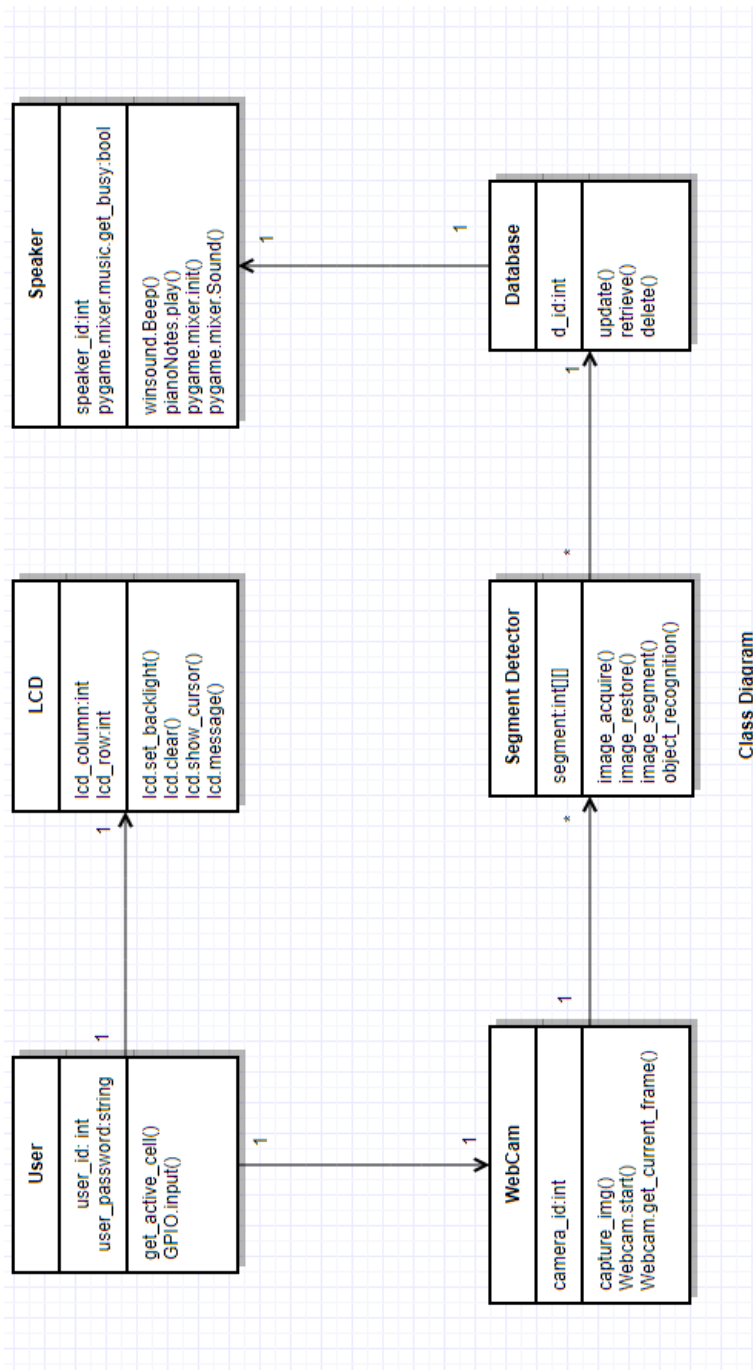 User
user_id: int
user_password:string
get_active_cell()
GPIO.input()
1
1
LCD
lcd_column:int
lcd_row:int
lcd.set_backlight()
lcd.clear()
lcd.show_cursor()
lcd.message()
Speaker
speaker_id:int
pygame.mixer.music.get_busy:bool
winsound.Beep()
pianoNotes.play()
pygame.mixer.init()
pygame.mixer.Sound()
1
1
1
1
WebCam
camera_id:int
capture_img()
Webcam.start()
Webcam.get_current_frame()
1
*
Segment Detector
segment:int[][]
image_acquire()
image_restore()
image_segment()
object_recognition()
*
1
Database
d_id:int
update()
retrieve()
delete()
Class Diagram